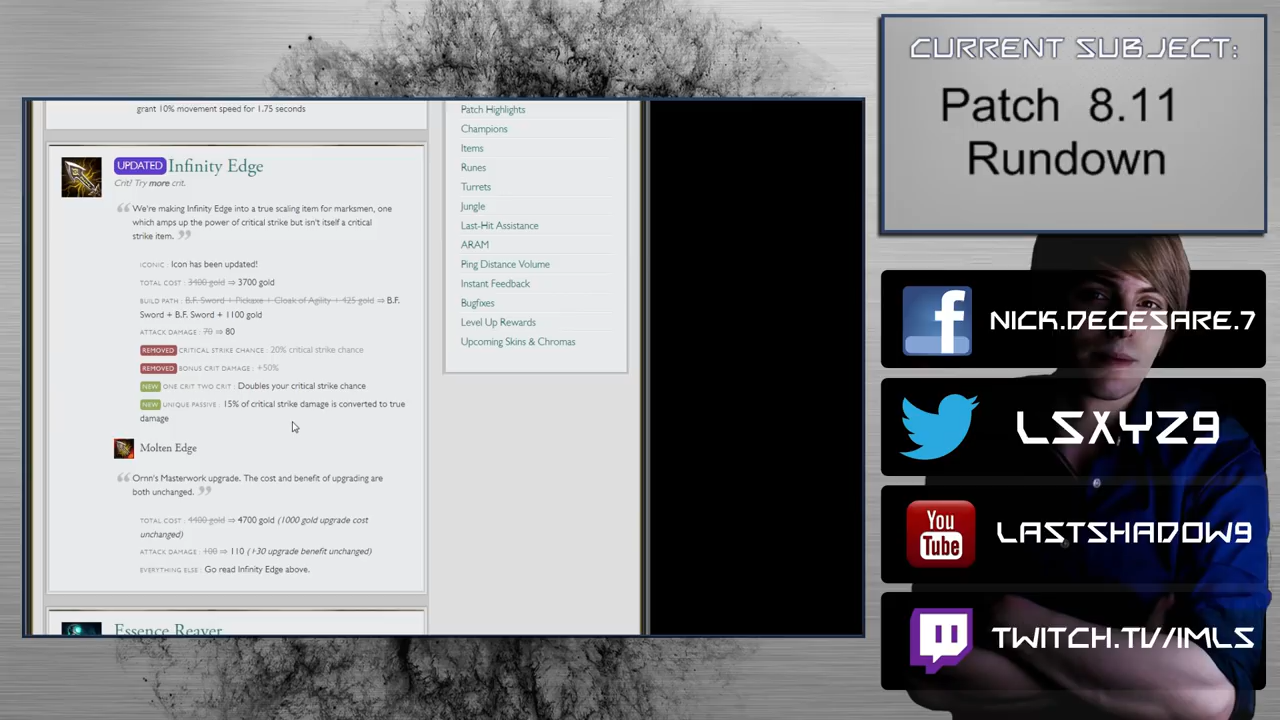 grant 10% movement speed for 1.75 seconds
UPDATED Infinity Edge
Crit! Try more crit.
“ We're making Infinity Edge into a true scaling item for marksmen, one
which amps up the power of critical strike but isn't itself a critical
strike item. ”
ICONIC : Icon has been updated!
TOTAL COST : 3400 gold ⇒ 3700 gold
BUILD PATH : B.F. Sword + Pickaxe + Cloak of Agility + 425 gold ⇒ B.F.
Sword + B.F. Sword + 1100 gold
ATTACK DAMAGE : 70 ⇒ 80
REMOVED CRITICAL STRIKE CHANCE : 20% critical strike chance
REMOVED BONUS CRIT DAMAGE : +50%
NEW ONE CRIT TWO CRIT : Doubles your critical strike chance
NEW UNIQUE PASSIVE : 15% of critical strike damage is converted to true
damage
Molten Edge
“ Ornn's Masterwork upgrade. The cost and benefit of upgrading are
both unchanged. ”
TOTAL COST : 4400 gold ⇒ 4700 gold (1000 gold upgrade cost
unchanged)
ATTACK DAMAGE : 100 ⇒ 110 (+30 upgrade benefit unchanged)
EVERYTHING ELSE : Go read Infinity Edge above.
Essence Reaver
Patch Highlights
Champions
Items
Runes
Turrets
Jungle
Last-Hit Assistance
ARAM
Ping Distance Volume
Instant Feedback
Bugfixes
Level Up Rewards
Upcoming Skins & Chromas
CURRENT SUBJECT:
Patch 8.11
Rundown
f NICK.DECESARE.7
LSXYZ9
You
Tube
LASTSHADOW9
TWITCH.TV/IMLS